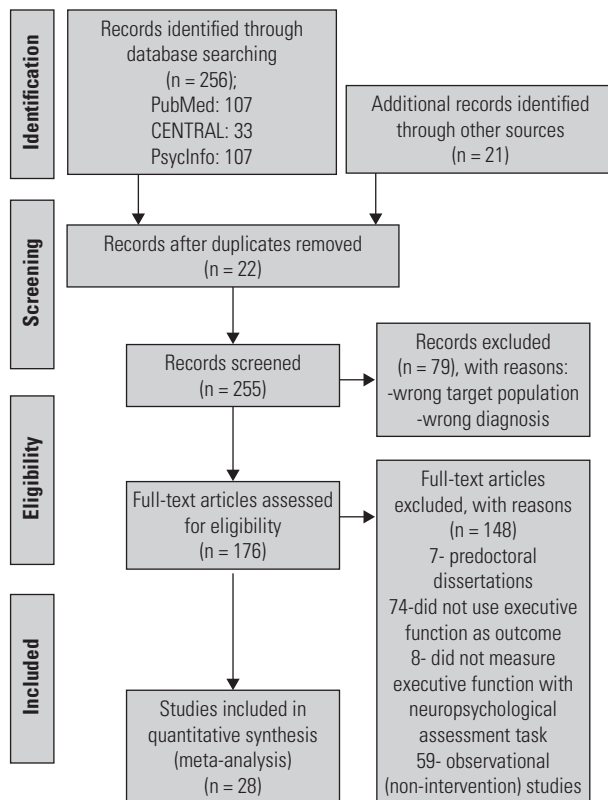 Identification
Records identified through
database searching
(n = 256);
PubMed: 107
CENTRAL: 33
PsycInfo: 107
Additional records identified
through other sources
(n = 21)
Screening
Records after duplicates removed
(n = 22)
Records screened
(n = 255)
Records excluded
(n = 79), with reasons:
-wrong target population
-wrong diagnosis
Eligibility
Full-text articles assessed
for eligibility
(n = 176)
Full-text articles
excluded, with reasons
(n = 148)
7- predoctoral
dissertations
74-did not use executive
function as outcome
8- did not measure
executive function with
neuropsychological
assessment task
59- observational
(non-intervention) studies
Included
Studies included in
quantitative synthesis
(meta-analysis)
(n = 28)